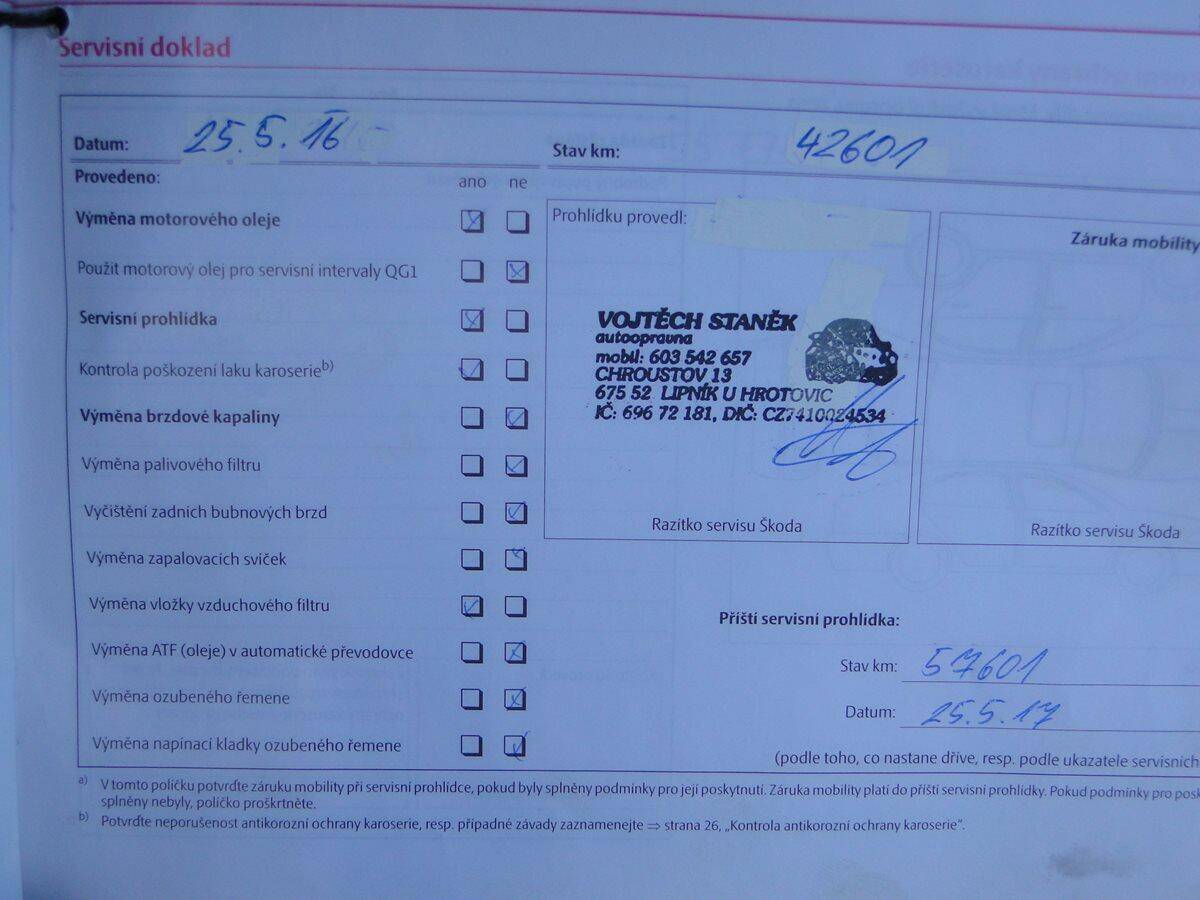 Servisní doklad
Datum: 25.5.16
Stav km: 42601
Provedeno: ano ne
Výměna motorového oleje
Použit motorový olej pro servisní intervaly QG1
Servisní prohlídka
Kontrola poškození laku karoserie b)
Výměna brzdové kapaliny
Výměna palivového filtru
Vyčištění zadních bubnových brzd
Výměna zapalovacích svíček
Výměna vložky vzduchového filtru
Výměna ATF (oleje) v automatické převodovce
Výměna ozubeného řemene
Výměna napínací kladky ozubeného řemene
Prohlídku provedl:
VOJTĚCH STANĚK
autoopravna
mobil: 603 542 657
CHROUSTOV 13
675 52 LIPNÍK U HROTOVIC
IČ: 696 72 181, DIČ: CZ7410024534
Razítko servisu Škoda
Záruka mobility
Razítko servisu Škoda
Příští servisní prohlídka:
Stav km: 57601
Datum: 25.5.17
(podle toho, co nastane dříve, resp. podle ukazatele servisních
a) V tomto políčku potvrďte záruku mobility při servisní prohlídce, pokud byly splněny podmínky pro její poskytnutí. Záruka mobility platí do příští servisní prohlídky. Pokud podmínky pro
splněny nebyly, políčko proškrtněte.
b) Potvrďte neporušenost antikorozní ochrany karoserie, resp. případné závady zaznamenejte ⇒ strana 26, „Kontrola antikorozní ochrany karoserie“.